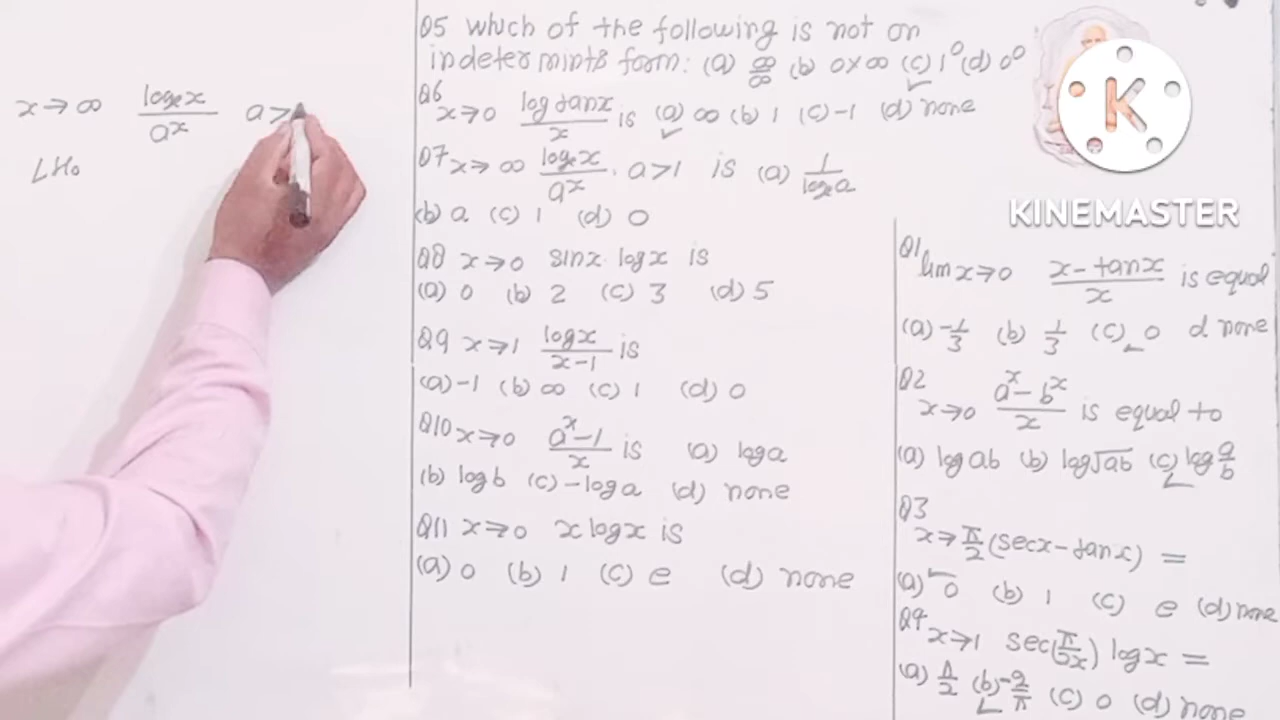 x→∞ logₑx/aˣ a>
LHo
Q5 which of the following is not on
indetermints form: (a) ∞/∞ (b) 0×∞ (c) 1⁰ (d) 0⁰
Q6 x→0 log tanx/x is (a) ∞ (b) 1 (c) -1 (d) none
Q7 x→∞ logₑx/aˣ . a>1 is (a) 1/logₑa
(b) a (c) 1 (d) 0
Q8 x→0 sinx. logx is
(a) 0 (b) 2 (c) 3 (d) 5
Q9 x→1 logx/x-1 is
(a) -1 (b) ∞ (c) 1 (d) 0
Q10 x→0 aˣ-1/x is (a) loga
(b) logb (c) -loga (d) none
Q11 x→0 x logx is
(a) 0 (b) 1 (c) e (d) none
K
KINEMASTER
Q1 lim x→0 x-tanx/x is equal
(a) -1/3 (b) 1/3 (c) 0 d none
Q2 x→0 aˣ-bˣ/x is equal to
(a) log ab (b) log√ab (c) log a/b
Q3
x→π/2 (secx-tanx) =
(a) 0 (b) 1 (c) e (d) none
Q4 x→1 sec(π/2x) logx =
(a) π/2 (b) -2/π (c) 0 (d) none